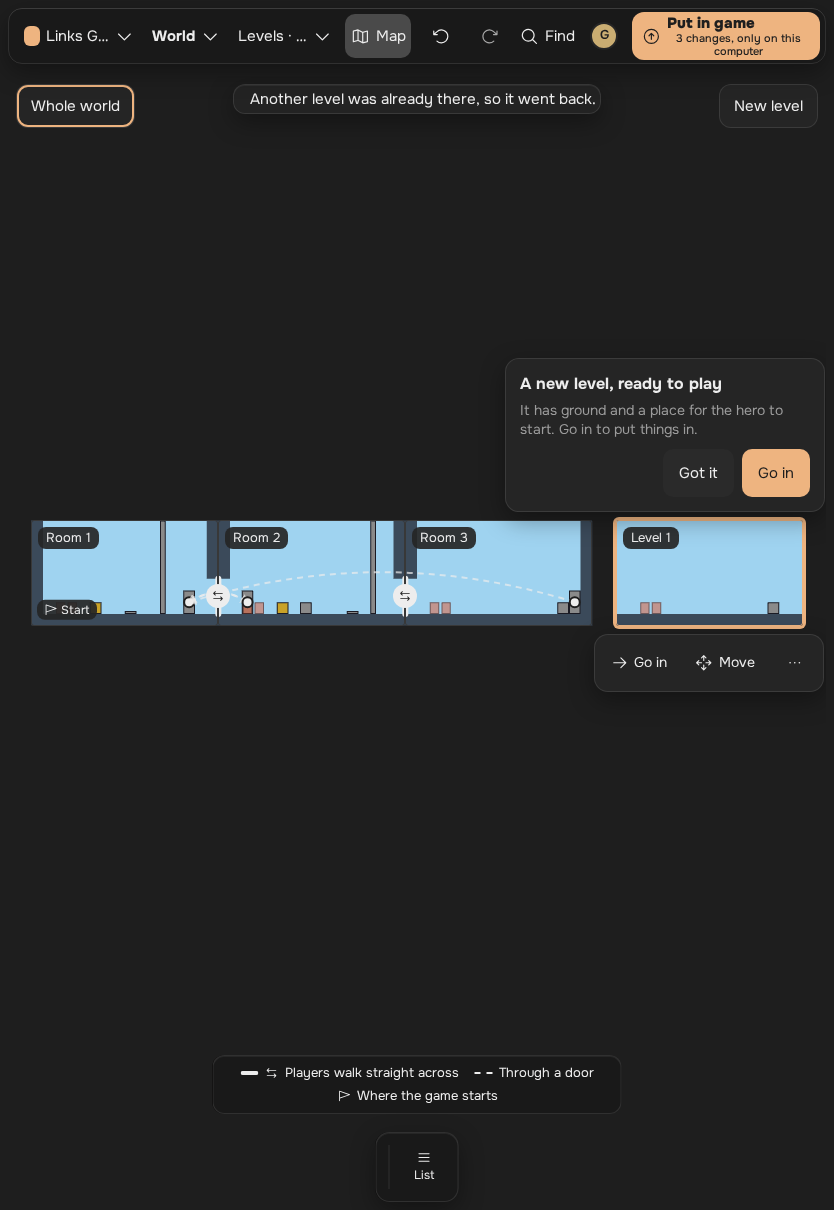 Links G...
World
Levels · ...
Map
Find
G
Put in game
3 changes, only on this
computer
Whole world
Another level was already there, so it went back.
New level
A new level, ready to play
It has ground and a place for the hero to
start. Go in to put things in.
Got it
Go in
Room 1
Room 2
Room 3
Level 1
Start
Go in
Move
...
Players walk straight across
Through a door
Where the game starts
List